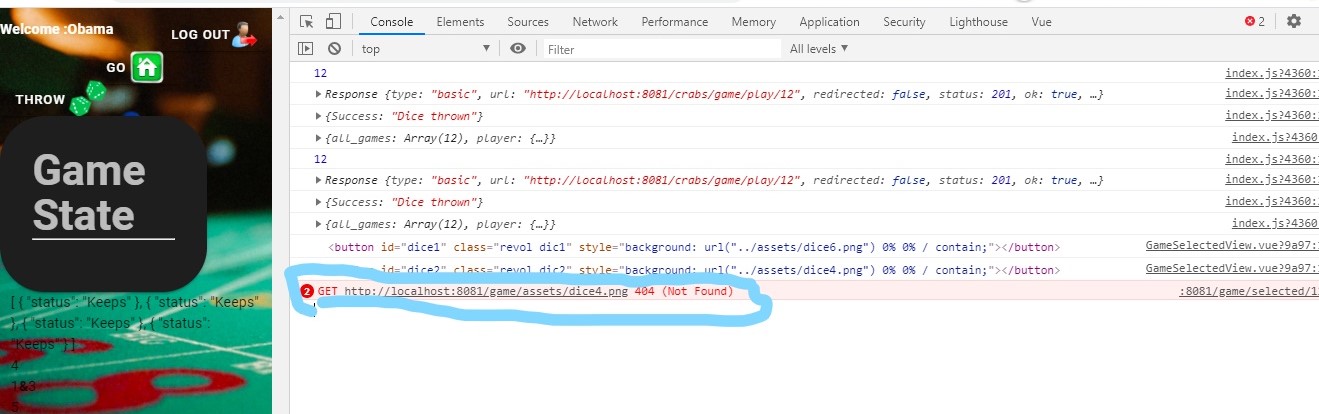 Welcome :Obama
LOG OUT
GO
THROW
Game
State
[ { "status": "Keeps" }, { "status": "Keeps"
}, { "status": "Keeps" }, { "status":
"Keeps" } ]
4
1&3
Console Elements Sources Network Performance Memory Application Security Lighthouse Vue 2
top Filter All levels
12 index.js?4360:
Response {type: "basic", url: "http://localhost:8081/crabs/game/play/12", redirected: false, status: 201, ok: true, …} index.js?4360:
{Success: "Dice thrown"} index.js?4360:
{all_games: Array(12), player: {…}} index.js?4360
12 index.js?4360:
Response {type: "basic", url: "http://localhost:8081/crabs/game/play/12", redirected: false, status: 201, ok: true, …} index.js?4360:
{Success: "Dice thrown"} index.js?4360:
{all_games: Array(12), player: {…}} index.js?4360
<button id="dice1" class="revol dic1" style="background: url("../assets/dice6.png") 0% 0% / contain;"></button> GameSelectedView.vue?9a97:
id="dice2" class="revol dic2" style="background: url("../assets/dice4.png") 0% 0% / contain;"></button> GameSelectedView.vue?9a97:
2 GET http://localhost:8081/game/assets/dice4.png 404 (Not Found) :8081/game/selected/1